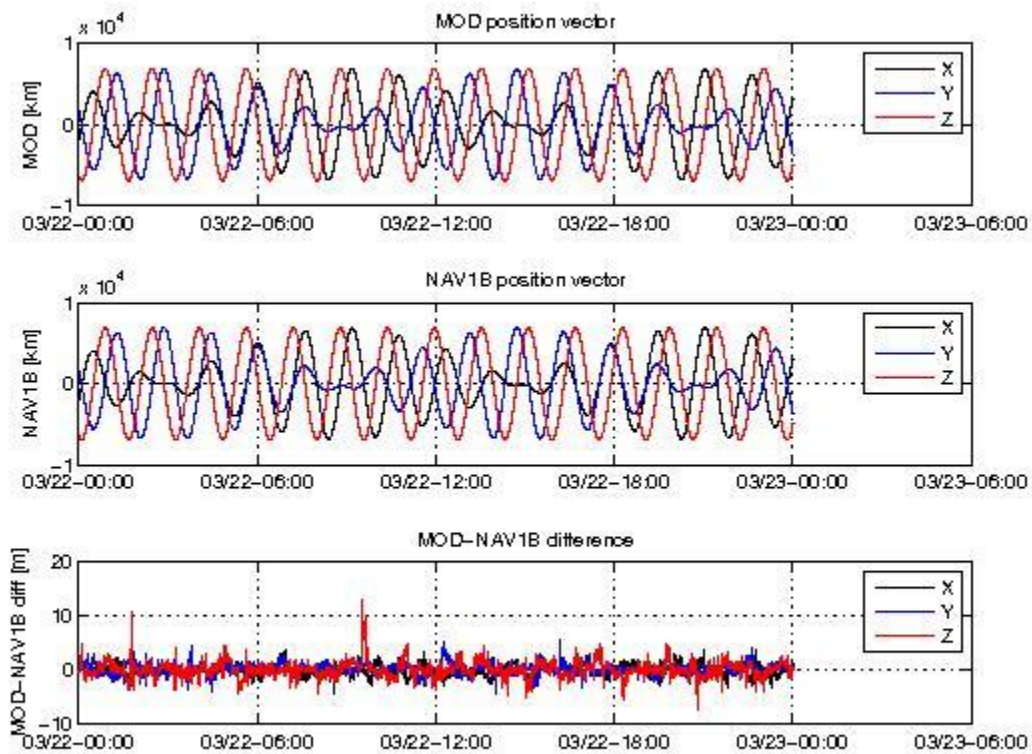 x 10⁴
MOD position vector
MOD [km]
1
0
−1
03/22−00:00 03/22−06:00 03/22−12:00 03/22−18:00 03/23−00:00 03/23−06:00
X
Y
Z
x 10⁴
NAV1B position vector
NAV1B [km]
1
0
−1
03/22−00:00 03/22−06:00 03/22−12:00 03/22−18:00 03/23−00:00 03/23−06:00
X
Y
Z
MOD−NAV1B difference
MOD−NAV1B diff [m]
20
10
0
−10
03/22−00:00 03/22−06:00 03/22−12:00 03/22−18:00 03/23−00:00 03/23−06:00
X
Y
Z